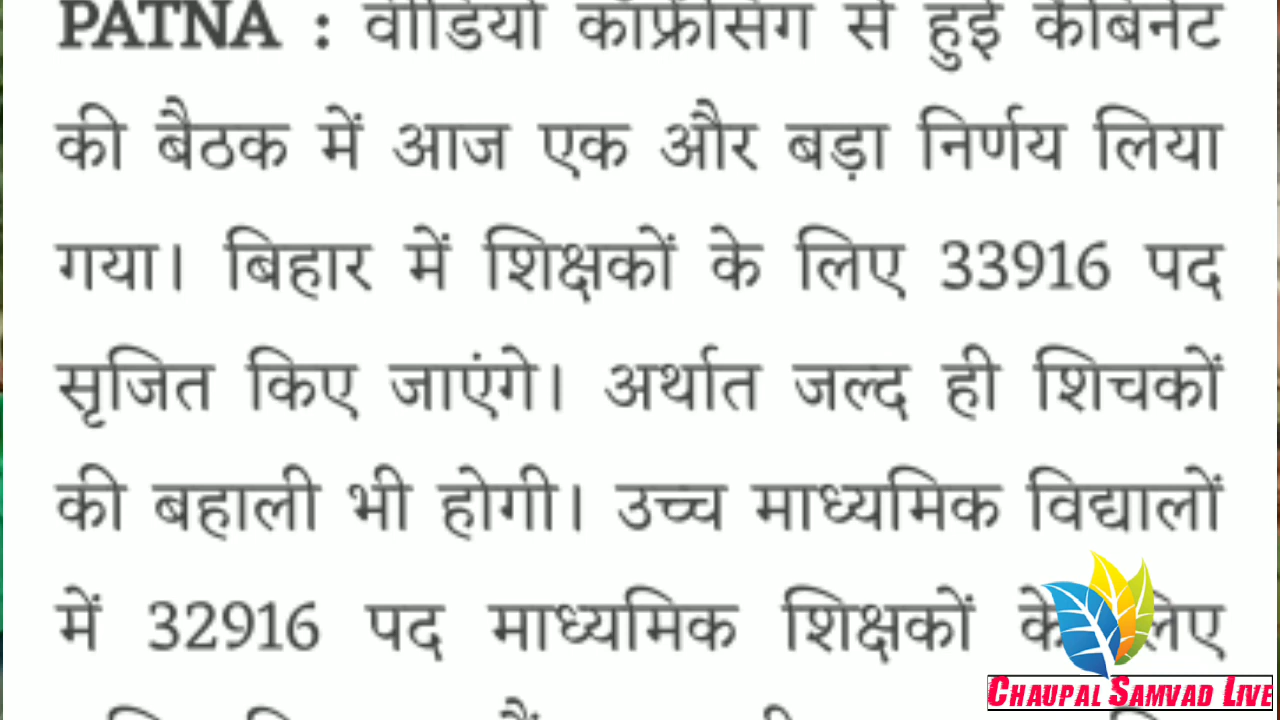 PATNA : वीडियो कॉफ्रेंसिंग से हुई कैबिनेट
की बैठक में आज एक और बड़ा निर्णय लिया
गया। बिहार में शिक्षकों के लिए 33916 पद
सृजित किए जाएंगे। अर्थात जल्द ही शिचकों
की बहाली भी होगी। उच्च माध्यमिक विद्यालों
में 32916 पद माध्यमिक शिक्षकों के लिए
CHAUPAL SAMVAD LIVE